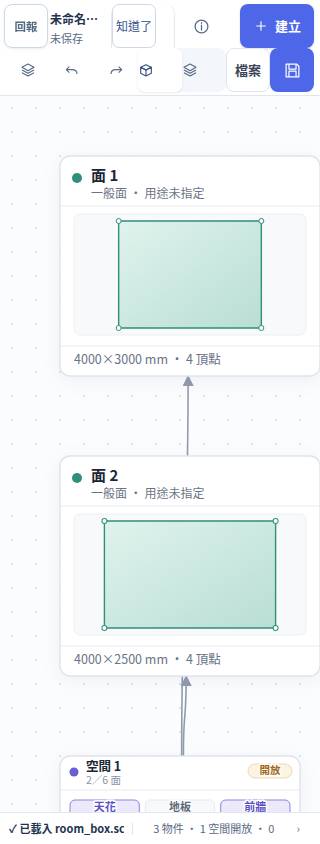 回報
未命名…
未保存
知道了
建立
檔案
面 1
一般面 · 用途未指定
4000×3000 mm · 4 頂點
面 2
一般面 · 用途未指定
4000×2500 mm · 4 頂點
空間 1
2／6 面
開放
天花
地板
前牆
✓ 已載入 room_box.sc
3 物件 · 1 空間開放 · 0